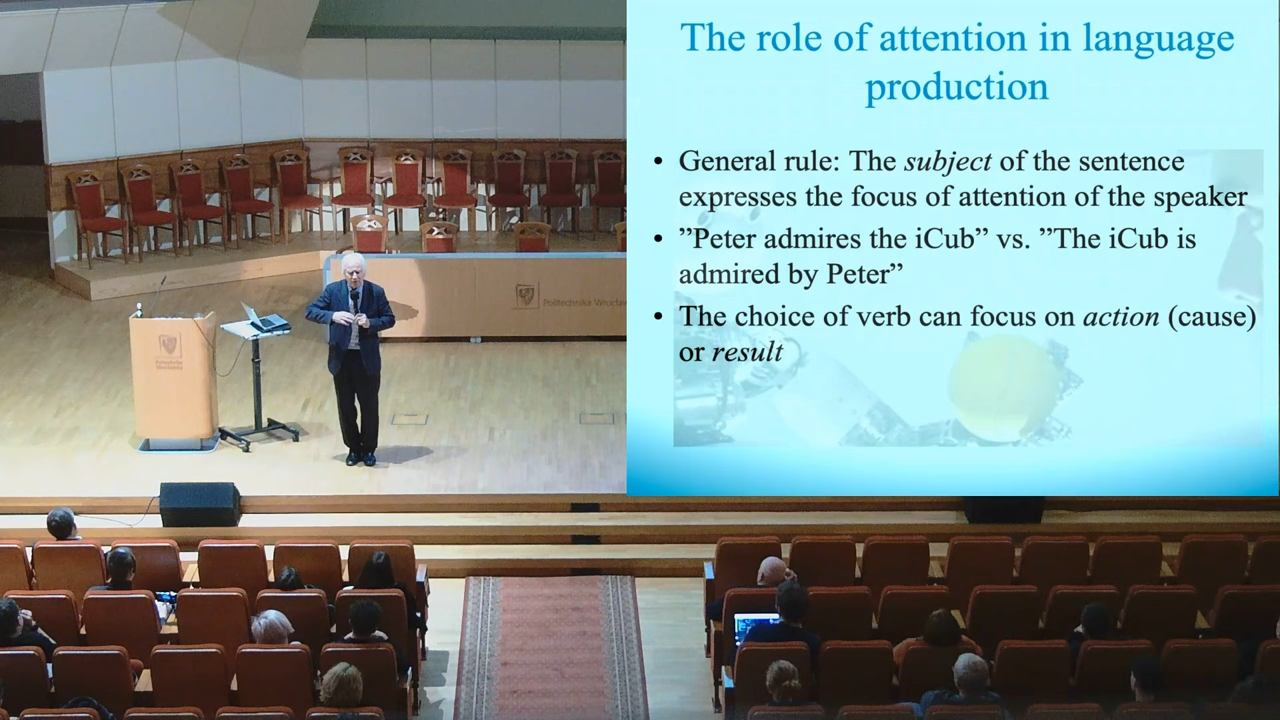 The role of attention in language
production
• General rule: The subject of the sentence
expresses the focus of attention of the speaker
• ”Peter admires the iCub” vs. ”The iCub is
admired by Peter”
• The choice of verb can focus on action (cause)
or result
Politechnika Wrocław
Politechnika
Wrocławska